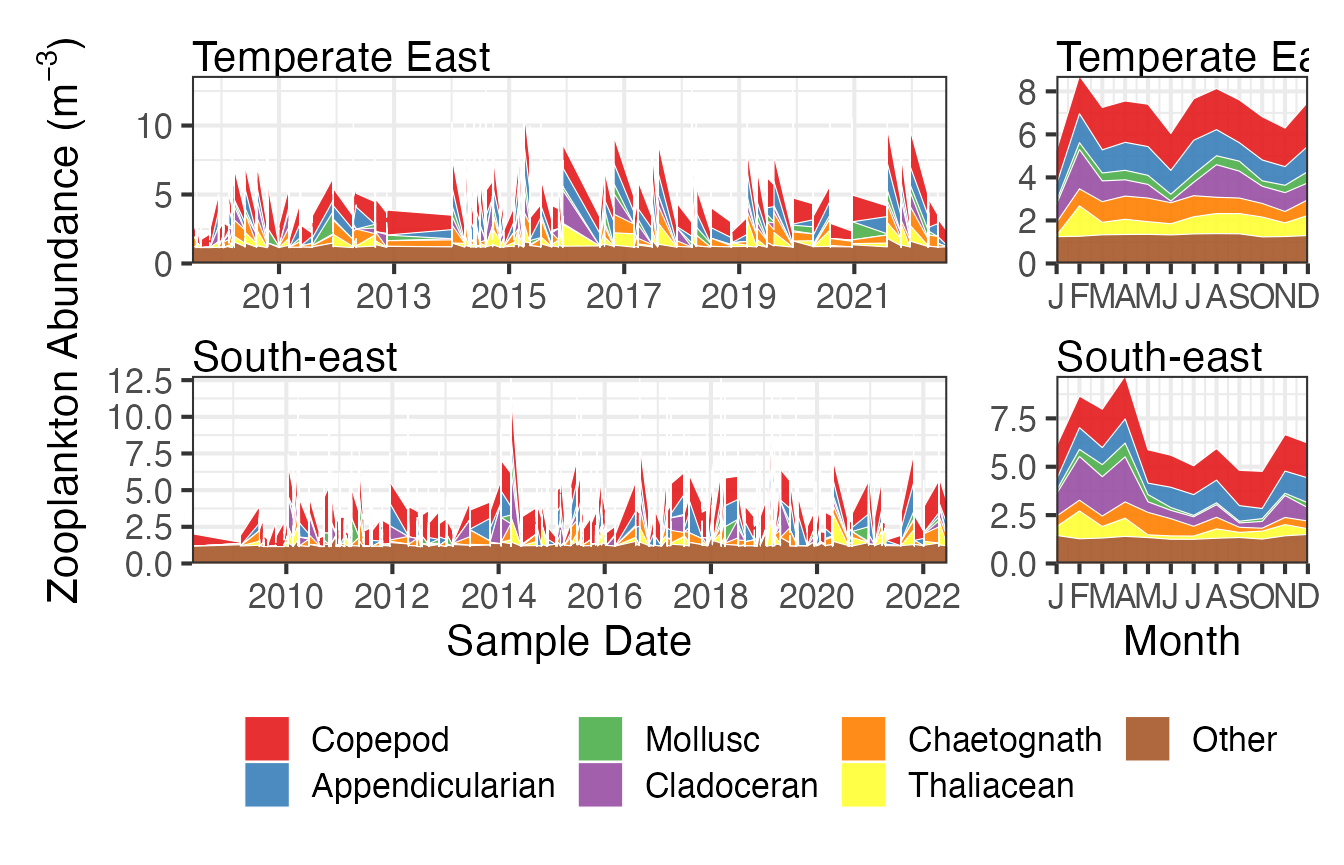 Zooplankton Abundance (m⁻³)
Temperate East
10
5
0
2011 2013 2015 2017 2019 2021
Temperate Ea
8
6
4
2
0
J F M A M J J A S O N D
South-east
12.5
10.0
7.5
5.0
2.5
0.0
2010 2012 2014 2016 2018 2020 2022
Sample Date
South-east
7.5
5.0
2.5
0.0
J F M A M J J A S O N D
Month
Copepod Mollusc Chaetognath Other
Appendicularian Cladoceran Thaliacean